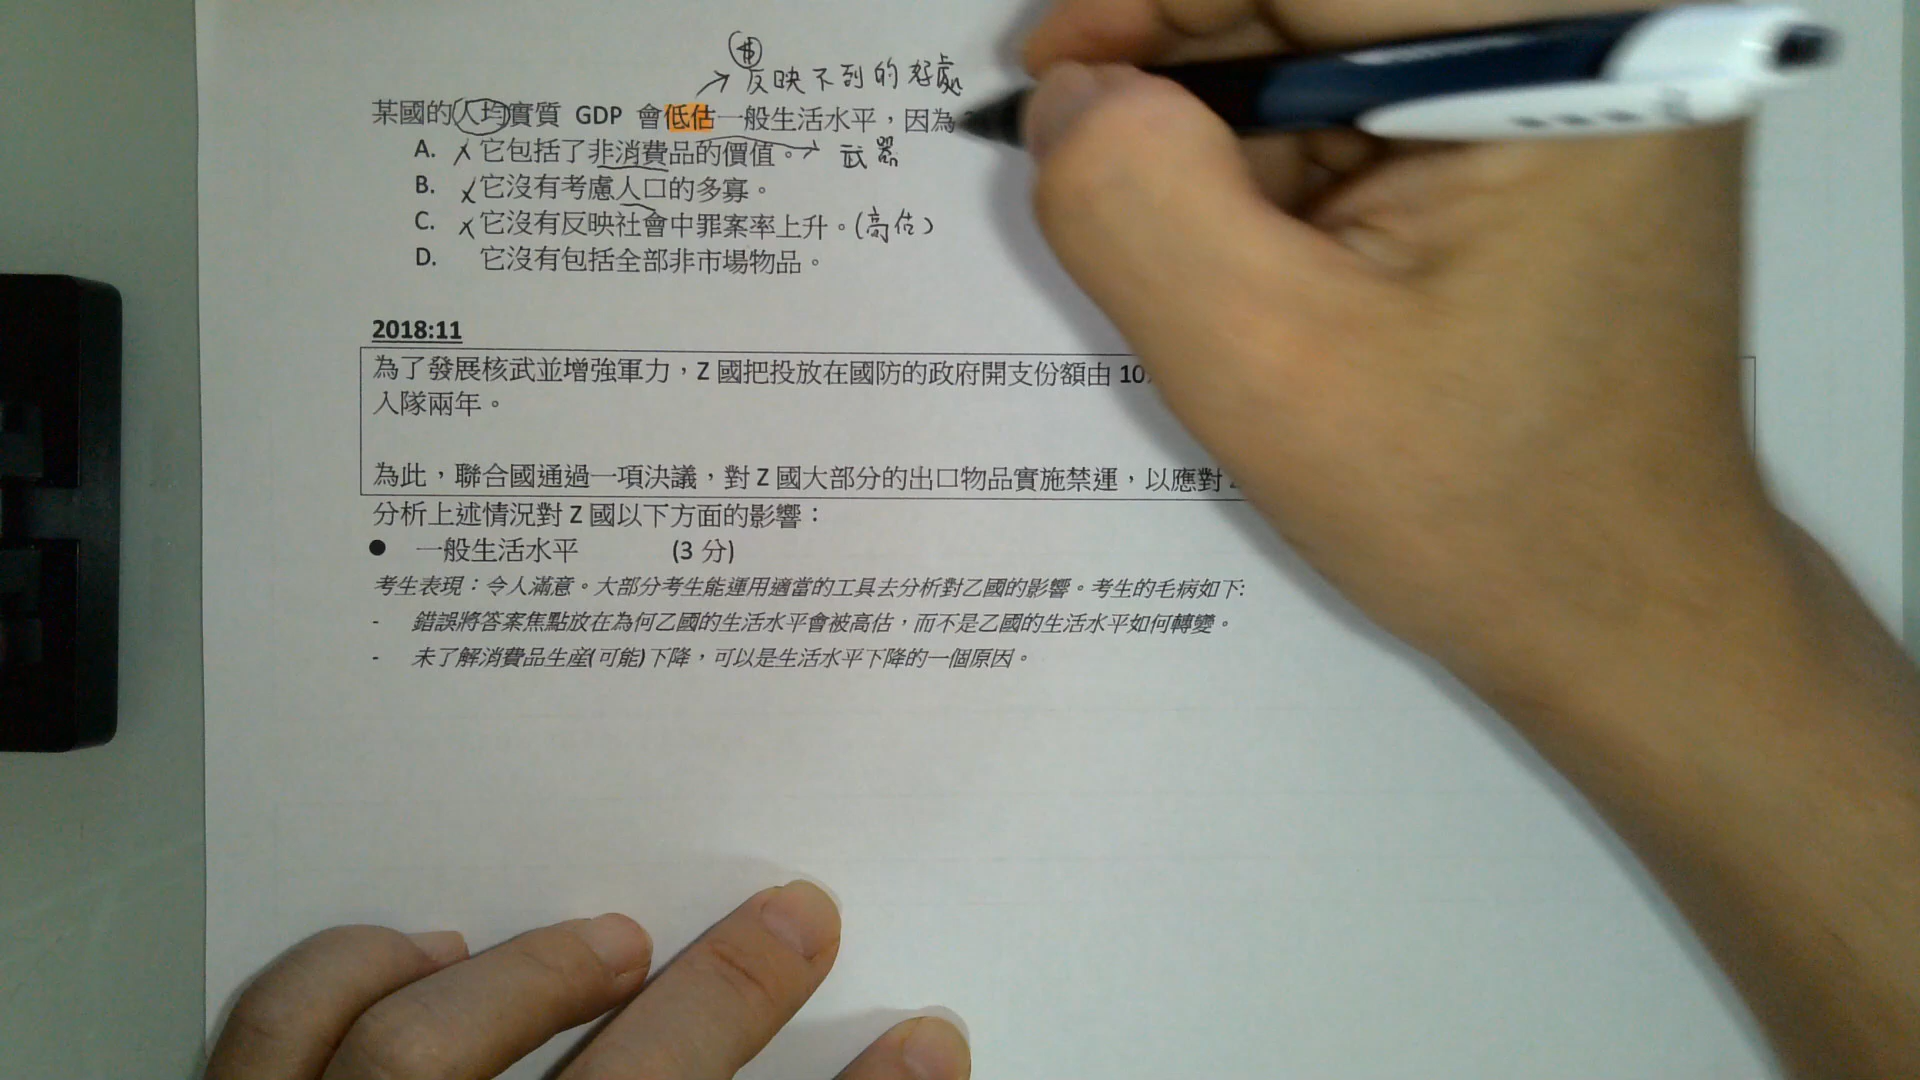 反映不到的好處
某國的人均實質 GDP 會低估一般生活水平，因為
A. ✗ 它包括了非消費品的價值。→ 武器
B. ✗ 它沒有考慮人口的多寡。
C. ✗ 它沒有反映社會中罪案率上升。(高估)
D. 它沒有包括全部非市場物品。
2018:11
為了發展核武並增強軍力，Z 國把投放在國防的政府開支份額由 10
入隊兩年。
為此，聯合國通過一項決議，對 Z 國大部分的出口物品實施禁運，以應對
分析上述情況對 Z 國以下方面的影響：
● 一般生活水平 (3 分)
考生表現：令人滿意。大部分考生能運用適當的工具去分析對乙國的影響。考生的毛病如下:
- 錯誤將答案焦點放在為何乙國的生活水平會被高估，而不是乙國的生活水平如何轉變。
- 未了解消費品生產(可能)下降，可以是生活水平下降的一個原因。